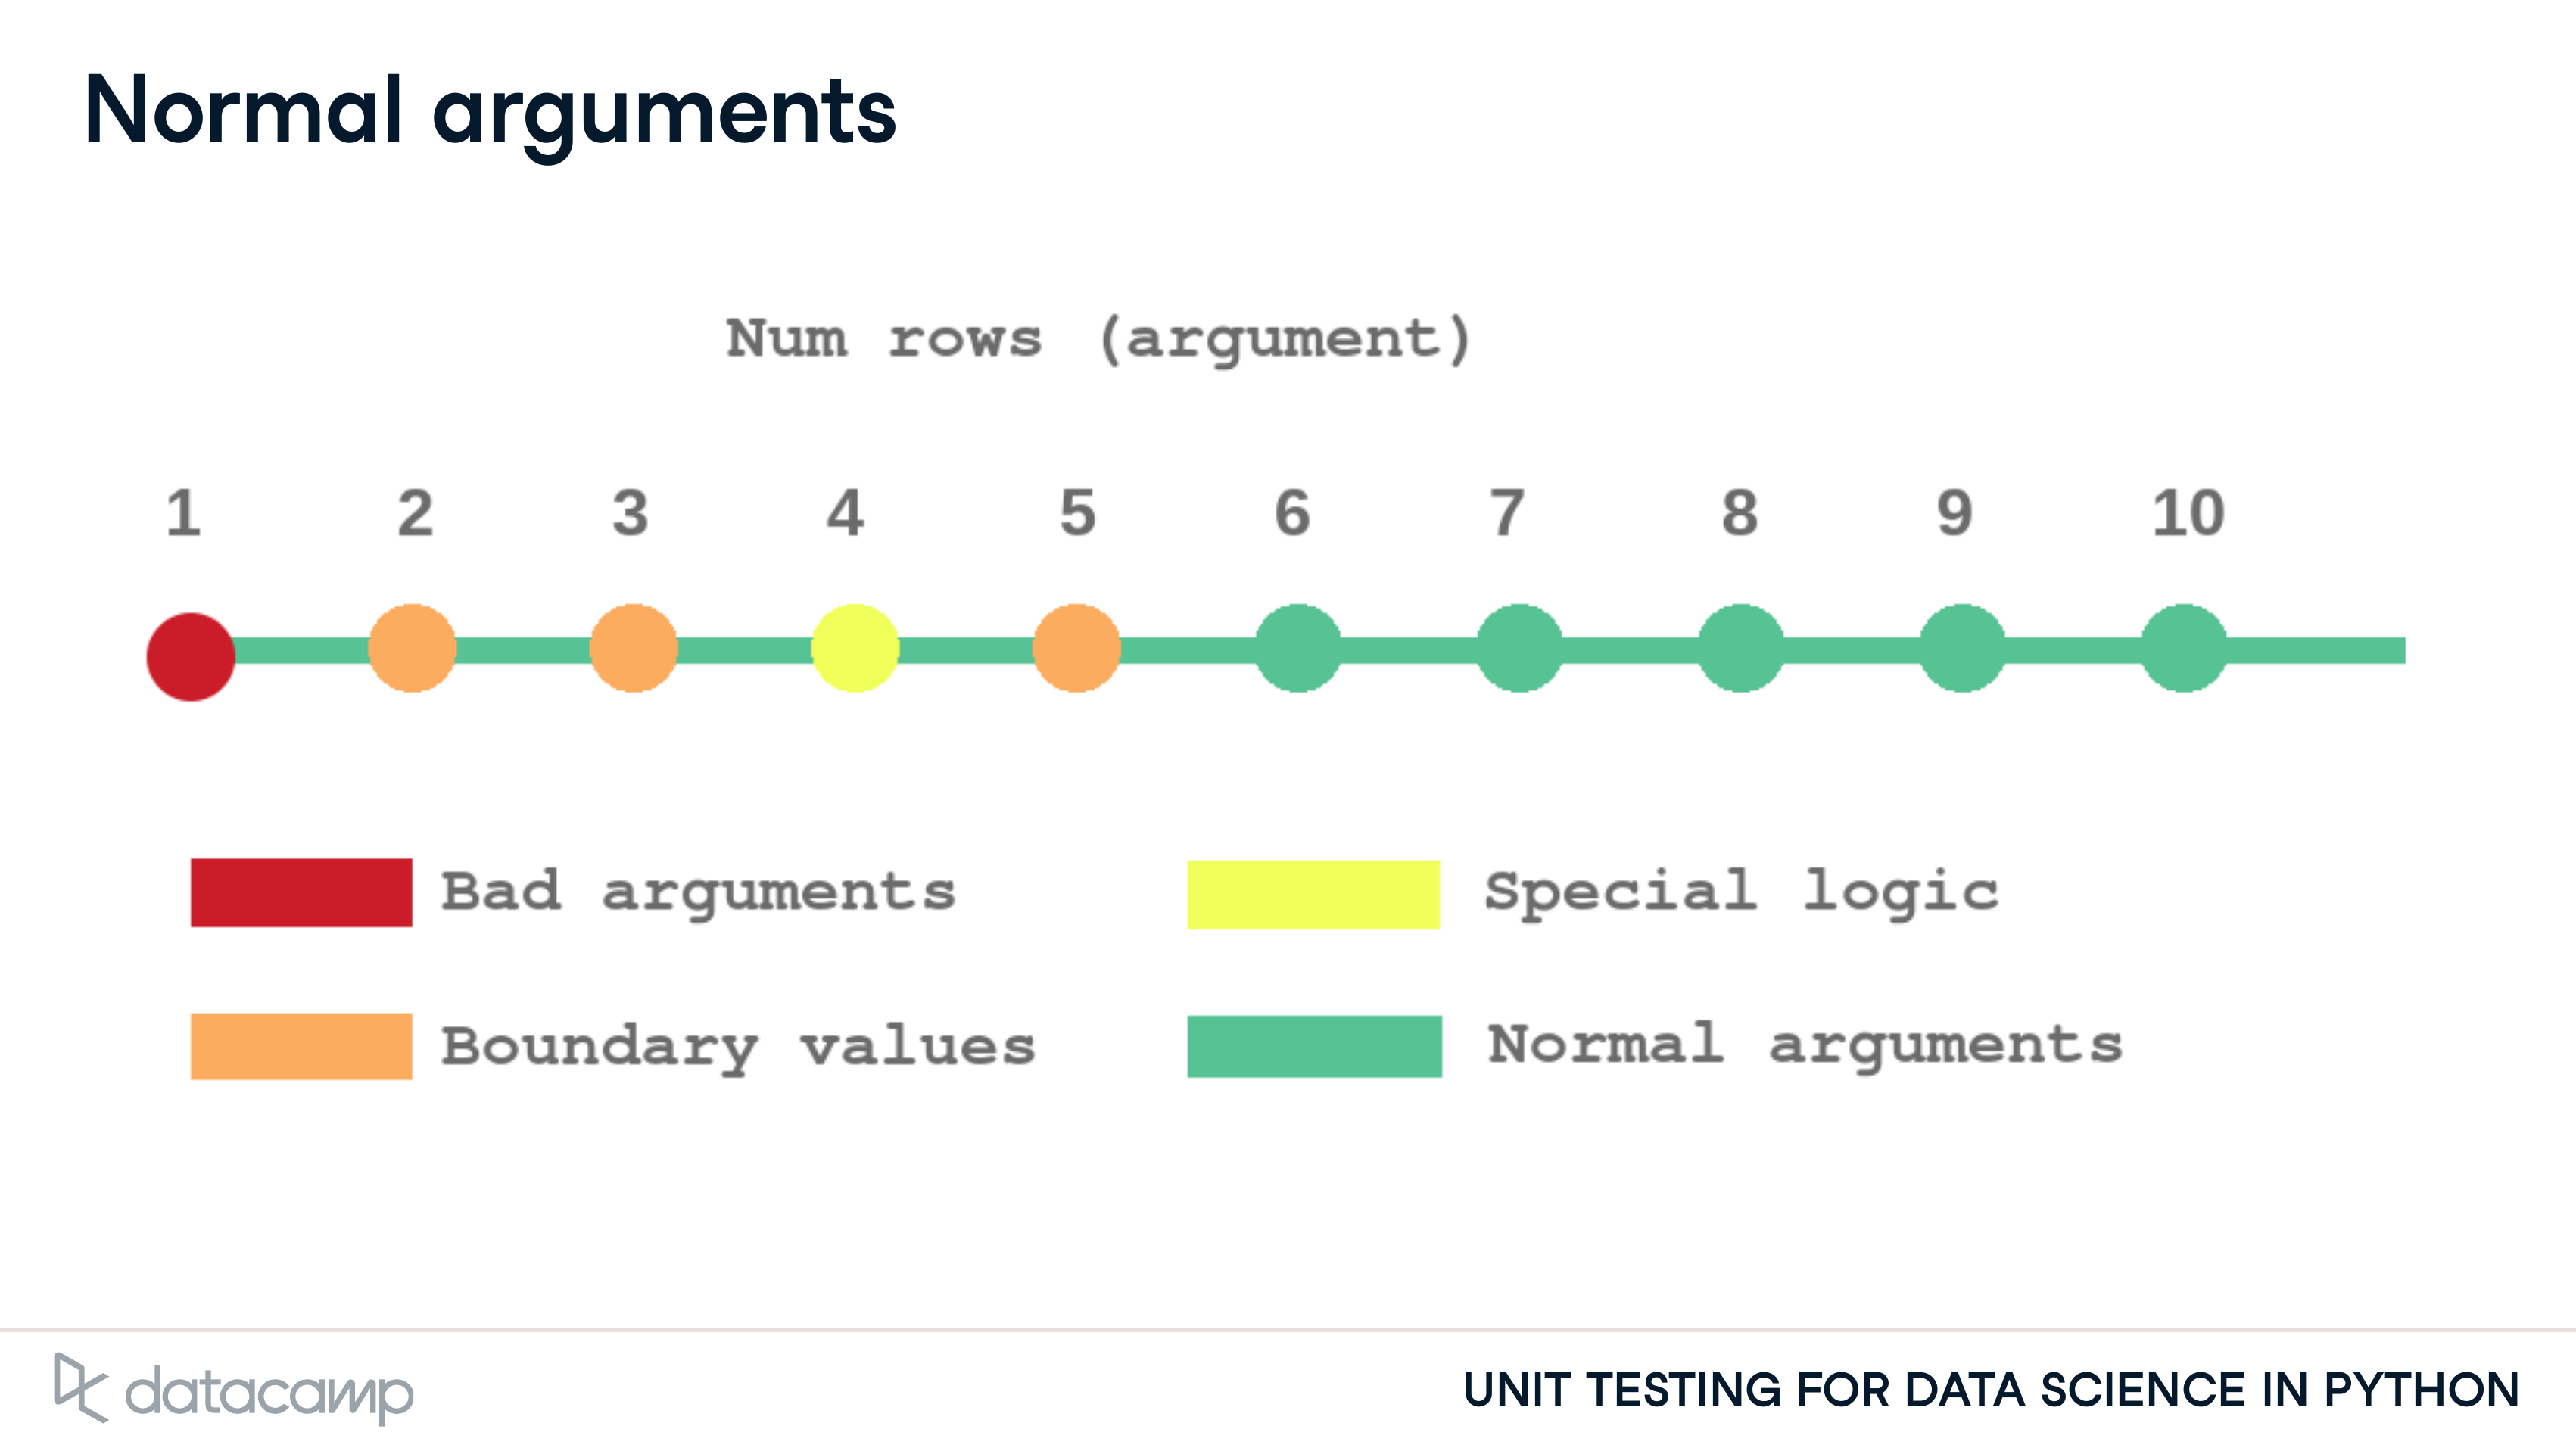 Normal arguments
Num rows (argument)
1 2 3 4 5 6 7 8 9 10
Bad arguments
Special logic
Boundary values
Normal arguments
datacamp
UNIT TESTING FOR DATA SCIENCE IN PYTHON